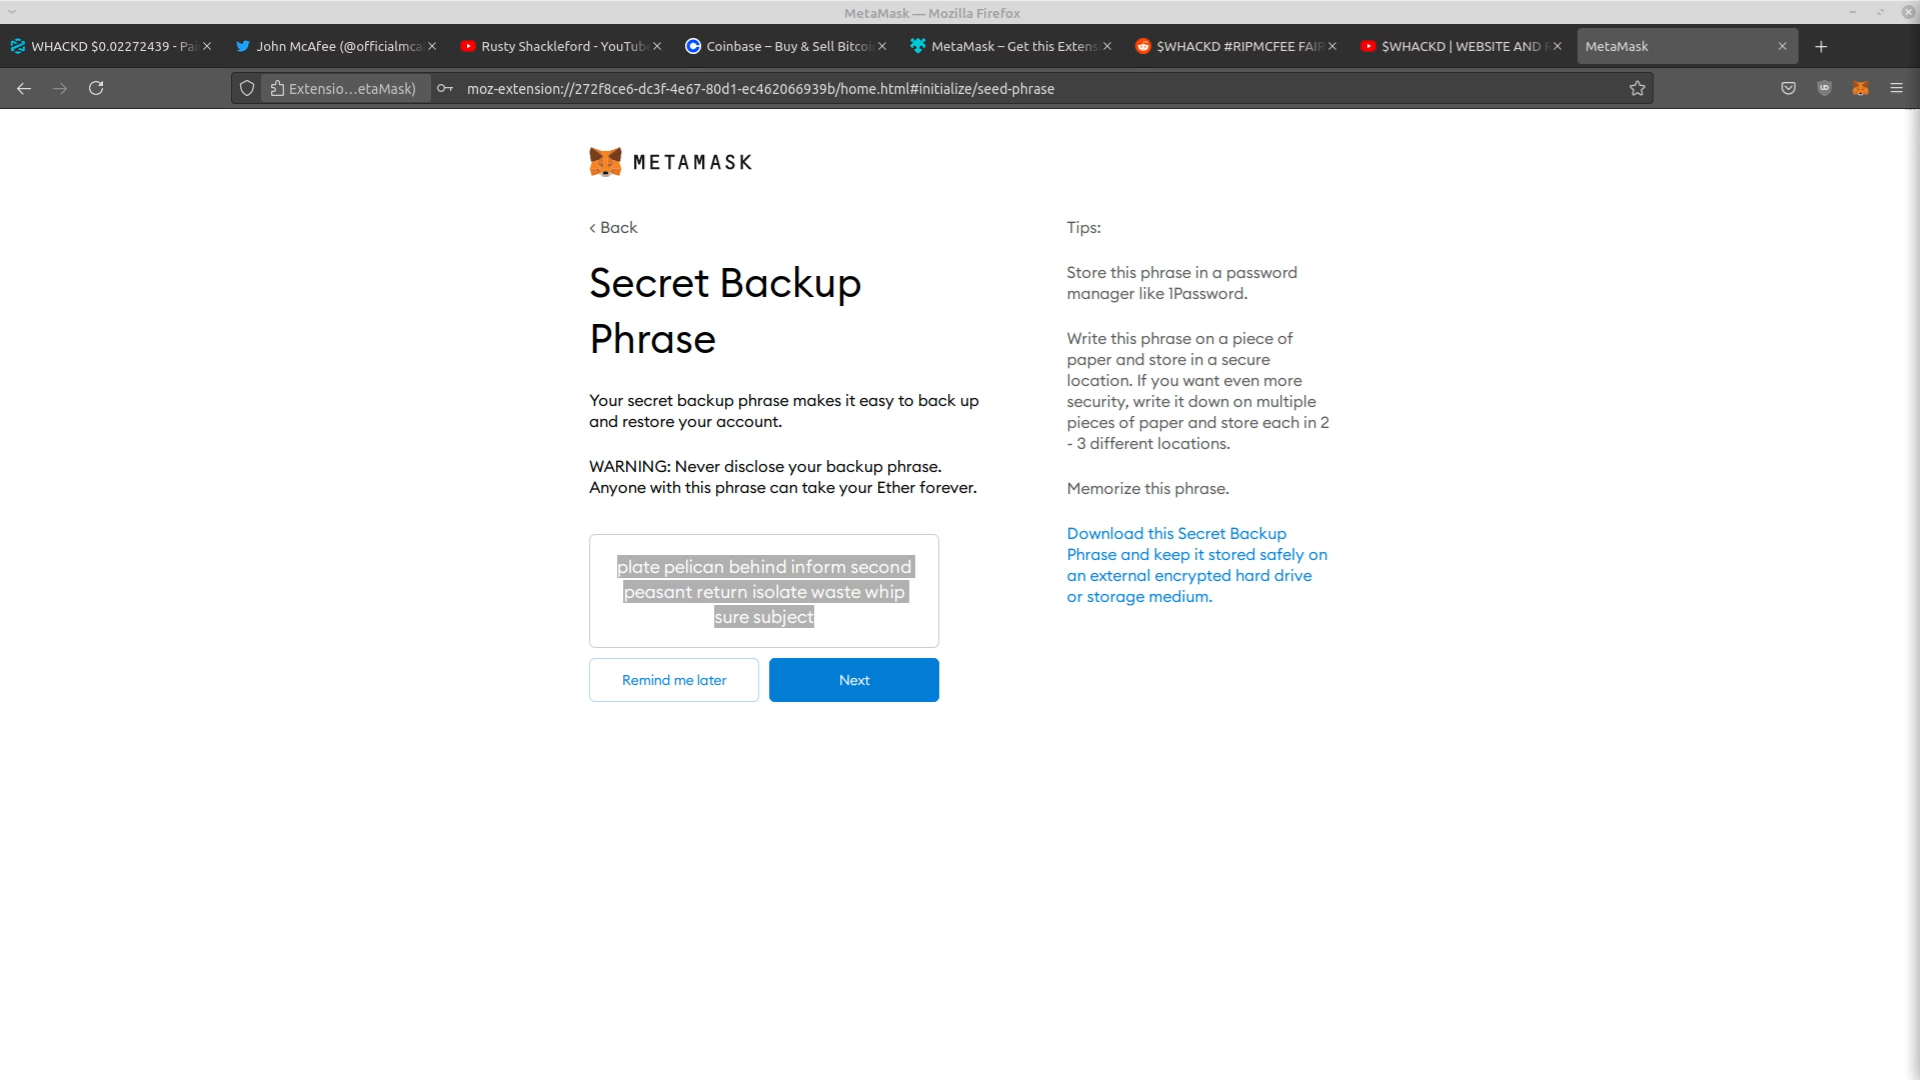 MetaMask — Mozilla Firefox
WHACKD $0.02272439 - Pa
John McAfee (@officialmca
Rusty Shackleford - YouTub
Coinbase – Buy & Sell Bitcoi
MetaMask – Get this Extens
$WHACKD #RIPMCFEE FAIR
$WHACKD | WEBSITE AND
MetaMask
Extensio...etaMask)
moz-extension://272f8ce6-dc3f-4e67-80d1-ec462066939b/home.html#initialize/seed-phrase
METAMASK
< Back
Secret Backup
Phrase
Your secret backup phrase makes it easy to back up
and restore your account.
WARNING: Never disclose your backup phrase.
Anyone with this phrase can take your Ether forever.
plate pelican behind inform second
peasant return isolate waste whip
sure subject
Remind me later
Next
Tips:
Store this phrase in a password
manager like 1Password.
Write this phrase on a piece of
paper and store in a secure
location. If you want even more
security, write it down on multiple
pieces of paper and store each in 2
- 3 different locations.
Memorize this phrase.
Download this Secret Backup
Phrase and keep it stored safely on
an external encrypted hard drive
or storage medium.